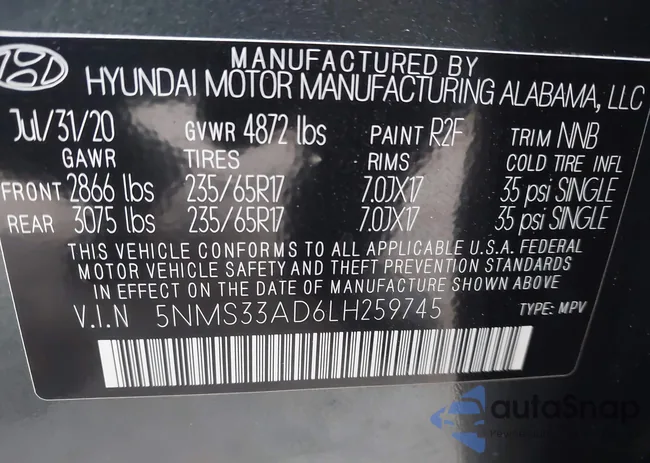 MANUFACTURED BY
HYUNDAI MOTOR MANUFACTURING ALABAMA, LLC
Jul/31/20 GVWR 4872 lbs PAINT R2F TRIM NNB
GAWR TIRES RIMS COLD TIRE INFL
FRONT 2866 lbs 235/65R17 7.0JX17 35 psi SINGLE
REAR 3075 lbs 235/65R17 7.0JX17 35 psi SINGLE
THIS VEHICLE CONFORMS TO ALL APPLICABLE U.S.A. FEDERAL
MOTOR VEHICLE SAFETY AND THEFT PREVENTION STANDARDS
IN EFFECT ON THE DATE OF MANUFACTURE SHOWN ABOVE
V.I.N 5NMS33AD6LH259745 TYPE: MPV
autoSnap